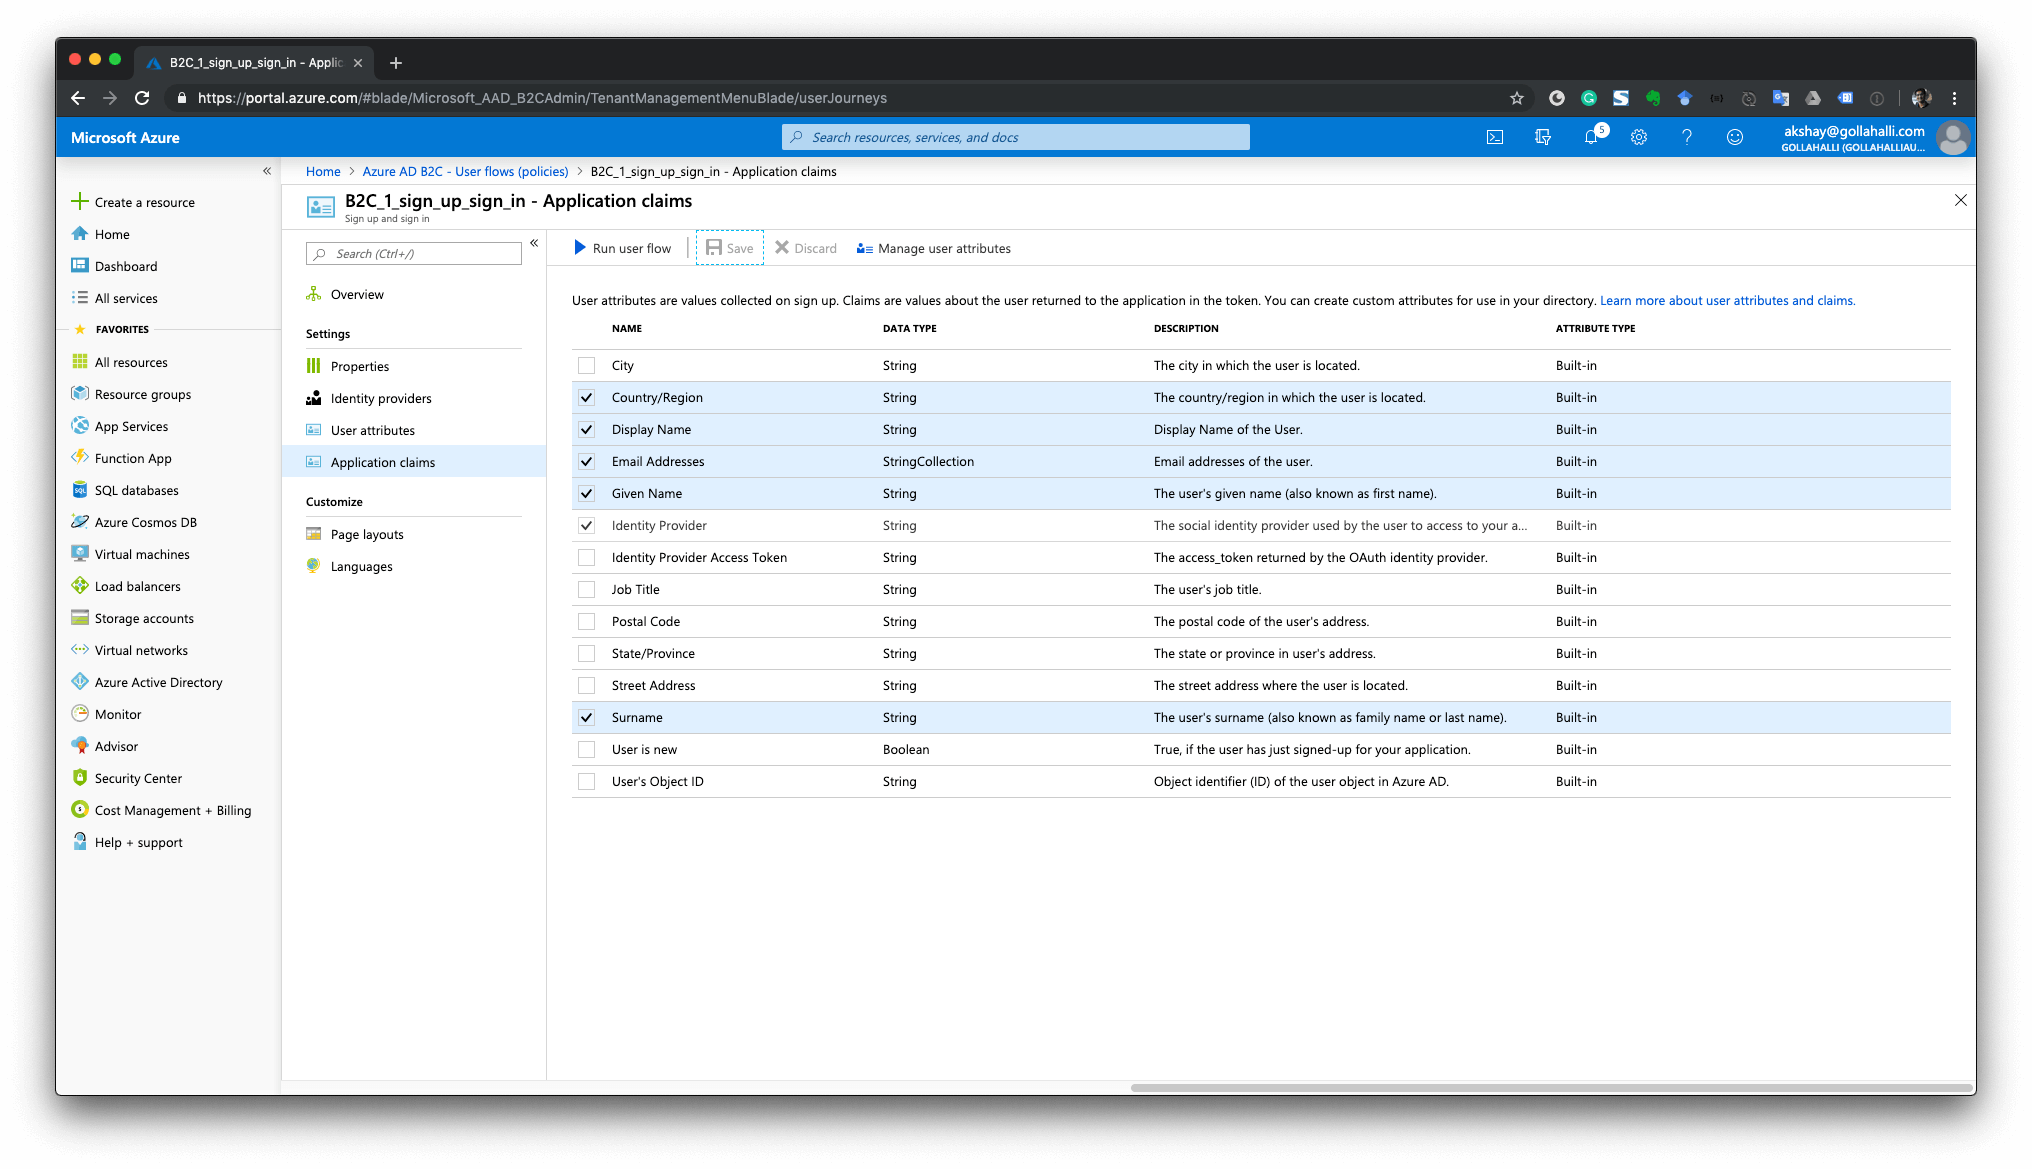 B2C_1_sign_up_sign_in - Applic
https://portal.azure.com/#blade/Microsoft_AAD_B2CAdmin/TenantManagementMenuBlade/userJourneys
Microsoft Azure
Search resources, services, and docs
5
akshay@gollahalli.com
GOLLAHALLI (GOLLAHALLIAU...
Create a resource
Home
Dashboard
All services
FAVORITES
All resources
Resource groups
App Services
Function App
SQL databases
Azure Cosmos DB
Virtual machines
Load balancers
Storage accounts
Virtual networks
Azure Active Directory
Monitor
Advisor
Security Center
Cost Management + Billing
Help + support
Home > Azure AD B2C - User flows (policies) > B2C_1_sign_up_sign_in - Application claims
B2C_1_sign_up_sign_in - Application claims
Sign up and sign in
Search (Ctrl+/)
Overview
Settings
Properties
Identity providers
User attributes
Application claims
Customize
Page layouts
Languages
Run user flow Save Discard Manage user attributes
User attributes are values collected on sign up. Claims are values about the user returned to the application in the token. You can create custom attributes for use in your directory. Learn more about user attributes and claims.
NAME DATA TYPE DESCRIPTION ATTRIBUTE TYPE
City String The city in which the user is located. Built-in
Country/Region String The country/region in which the user is located. Built-in
Display Name String Display Name of the User. Built-in
Email Addresses StringCollection Email addresses of the user. Built-in
Given Name String The user's given name (also known as first name). Built-in
Identity Provider String The social identity provider used by the user to access to your a... Built-in
Identity Provider Access Token String The access_token returned by the OAuth identity provider. Built-in
Job Title String The user's job title. Built-in
Postal Code String The postal code of the user's address. Built-in
State/Province String The state or province in user's address. Built-in
Street Address String The street address where the user is located. Built-in
Surname String The user's surname (also known as family name or last name). Built-in
User is new Boolean True, if the user has just signed-up for your application. Built-in
User's Object ID String Object identifier (ID) of the user object in Azure AD. Built-in